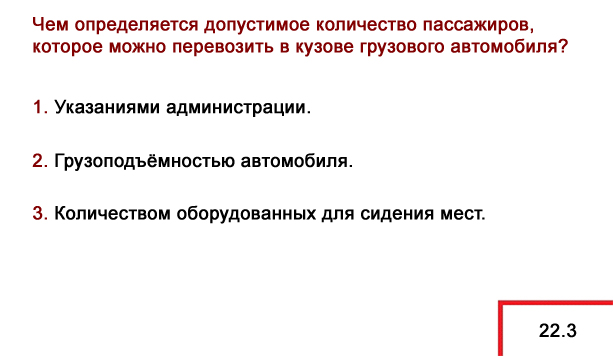 Чем определяется допустимое количество пассажиров,
которое можно перевозить в кузове грузового автомобиля?
1. Указаниями администрации.
2. Грузоподъёмностью автомобиля.
3. Количеством оборудованных для сидения мест.
22.3